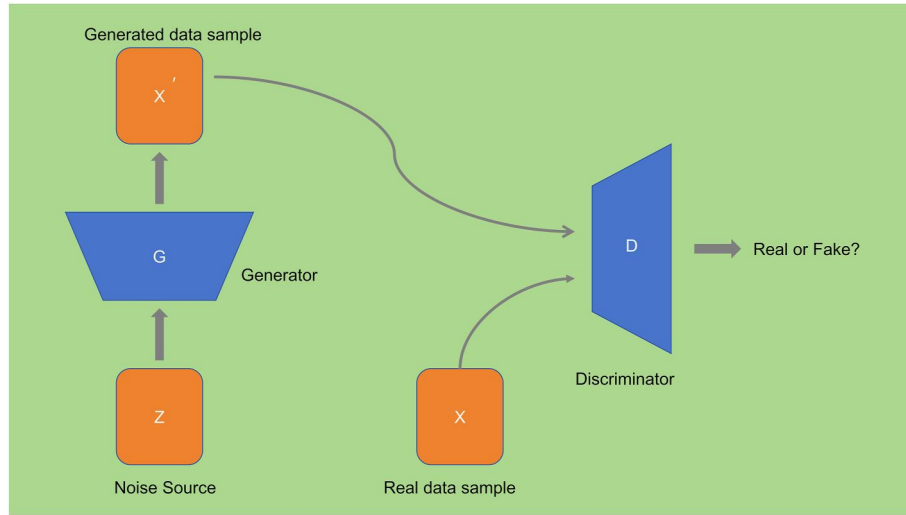 Generated data sample
X ′
G
Generator
Z
Noise Source
X
Real data sample
D
Discriminator
Real or Fake?